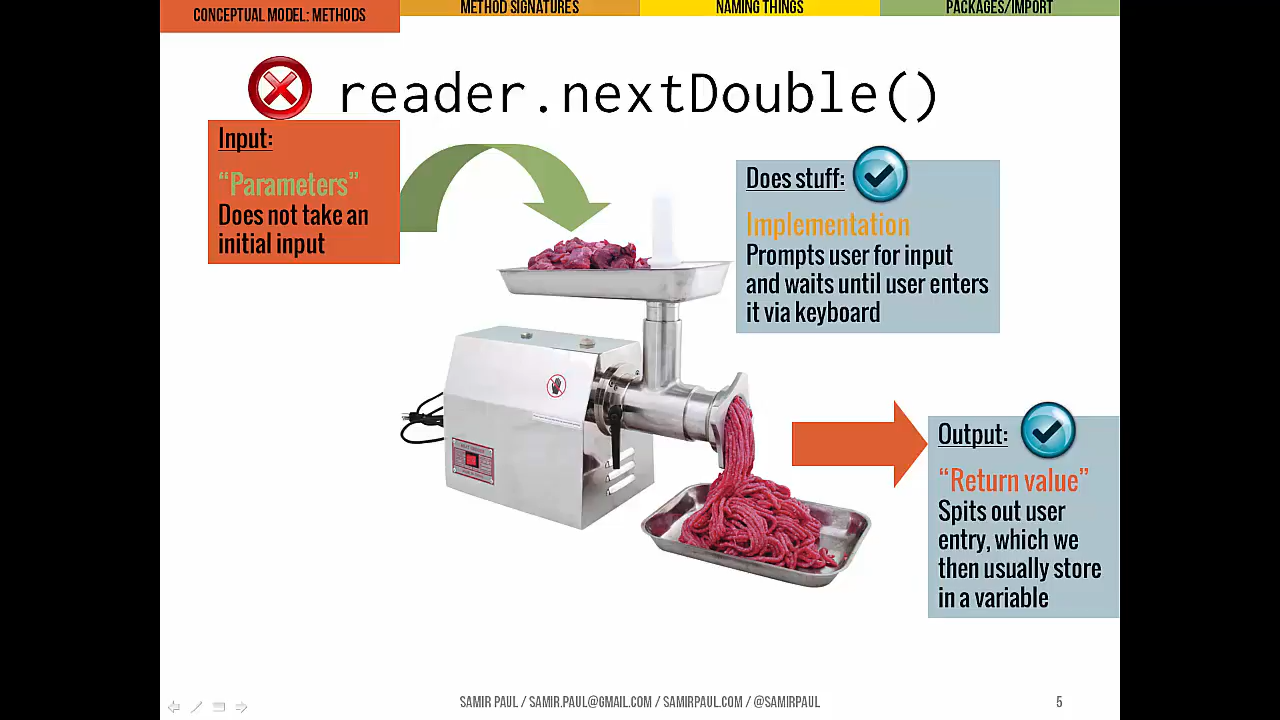 CONCEPTUAL MODEL: METHODS
METHOD SIGNATURES
NAMING THINGS
PACKAGES/IMPORT
reader.nextDouble()
Input:
“Parameters”
Does not take an
initial input
Does stuff:
Implementation
Prompts user for input
and waits until user enters
it via keyboard
Output:
“Return value”
Spits out user
entry, which we
then usually store
in a variable
SAMIR PAUL / SAMIR.PAUL@GMAIL.COM / SAMIRPAUL.COM / @SAMIRPAUL
5